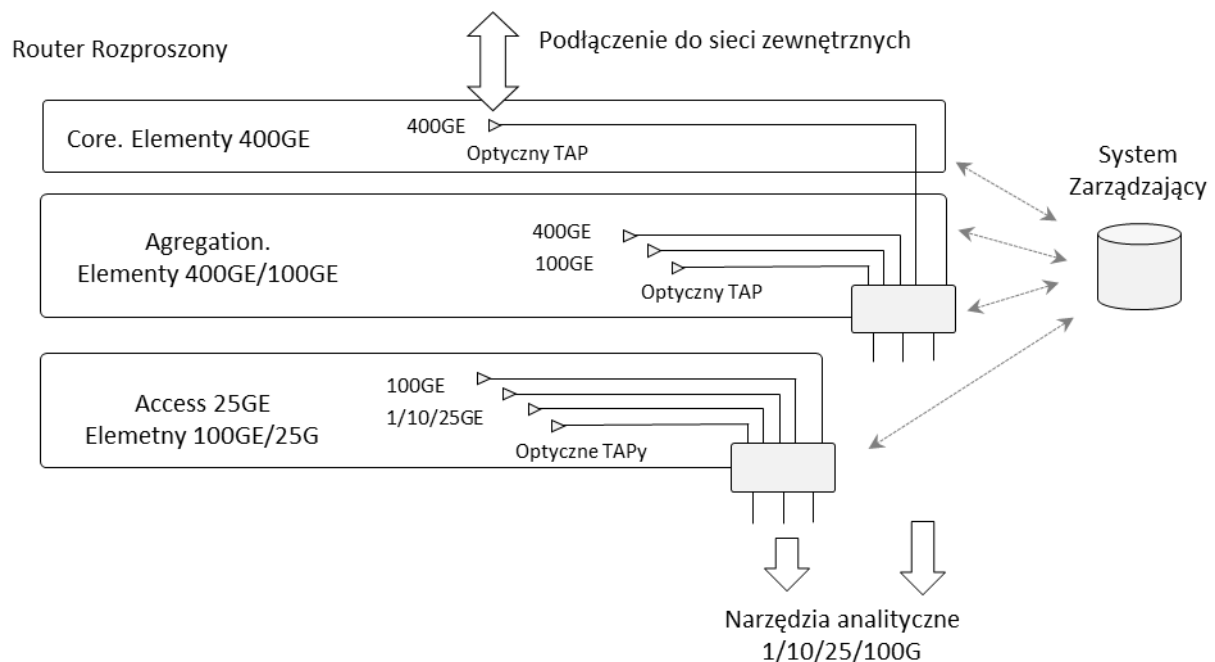 Router Rozproszony
Podłączenie do sieci zewnętrznych
Core. Elementy 400GE
400GE
Optyczny TAP
System
Zarządzający
Agregation.
Elementy 400GE/100GE
400GE
100GE
Optyczny TAP
Access 25GE
Elemetny 100GE/25G
100GE
1/10/25GE
Optyczne TAPy
Narzędzia analityczne
1/10/25/100G